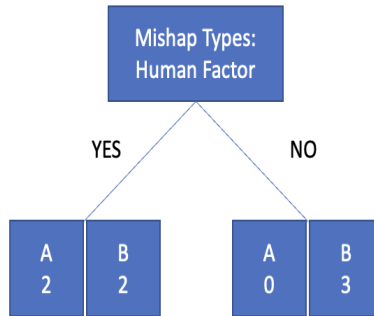 Mishap Types:
Human Factor
YES
NO
A
2
B
2
A
0
B
3